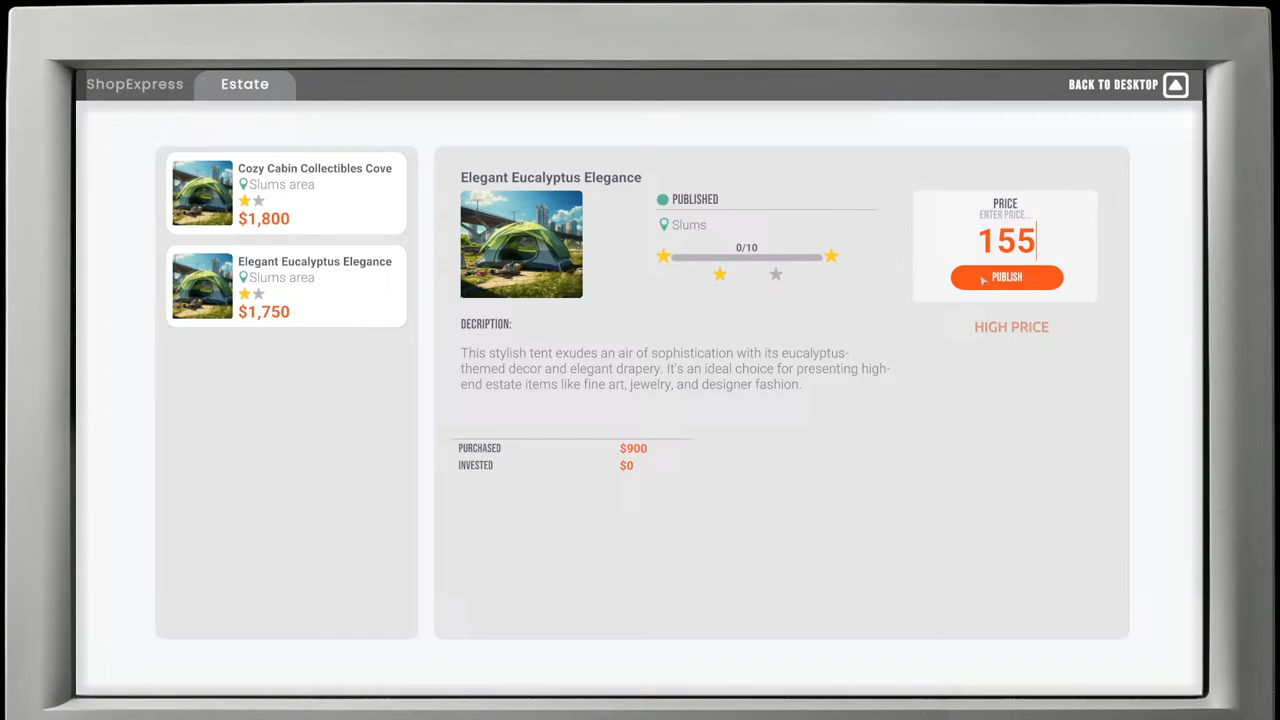 ShopExpress
Estate
BACK TO DESKTOP
Cozy Cabin Collectibles Cove
Slums area
$1,800
Elegant Eucalyptus Elegance
Slums area
$1,750
Elegant Eucalyptus Elegance
PUBLISHED
Slums
0/10
PRICE
ENTER PRICE...
155
PUBLISH
HIGH PRICE
DECRIPTION:
This stylish tent exudes an air of sophistication with its eucalyptus-
themed decor and elegant drapery. It's an ideal choice for presenting high-
end estate items like fine art, jewelry, and designer fashion.
PURCHASED $900
INVESTED $0